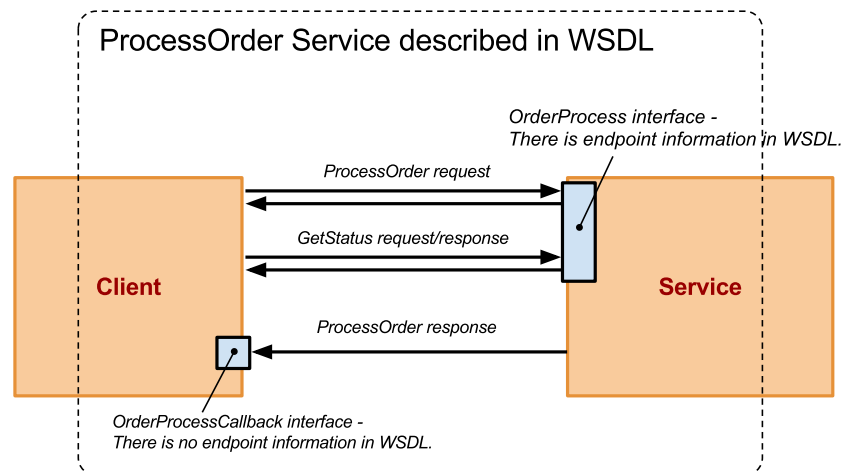 ProcessOrder Service described in WSDL
OrderProcess interface -
There is endpoint information in WSDL.
ProcessOrder request
GetStatus request/response
Client
Service
ProcessOrder response
OrderProcessCallback interface -
There is no endpoint information in WSDL.